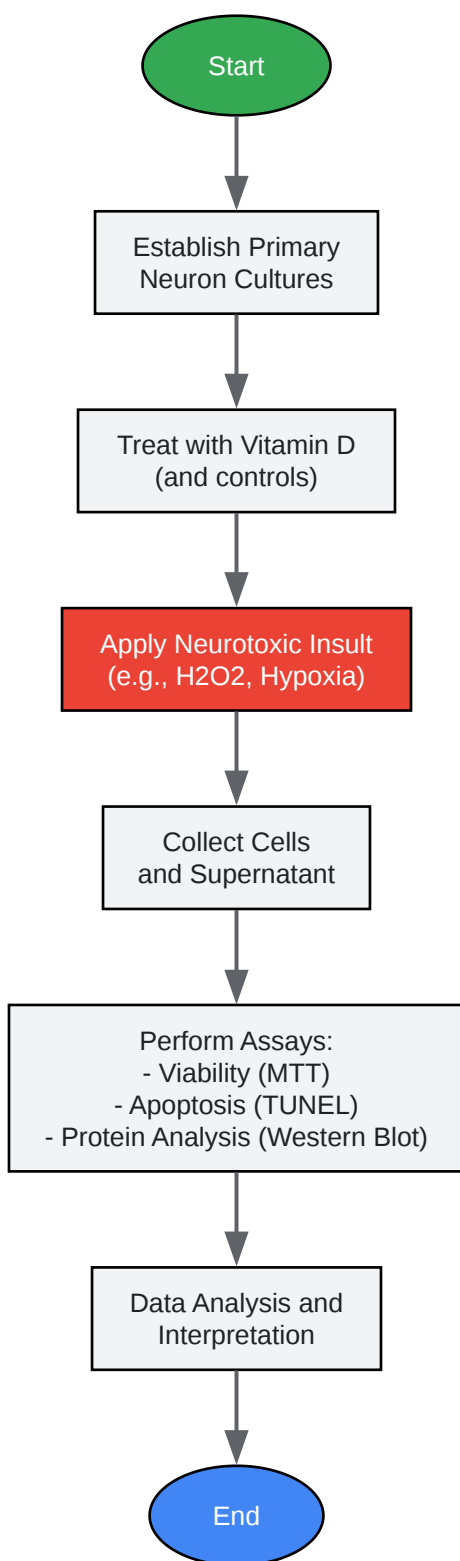 Start
Establish Primary
Neuron Cultures
Treat with Vitamin D
(and controls)
Apply Neurotoxic Insult
(e.g., H2O2, Hypoxia)
Collect Cells
and Supernatant
Perform Assays:
- Viability (MTT)
- Apoptosis (TUNEL)
- Protein Analysis (Western Blot)
Data Analysis and
Interpretation
End